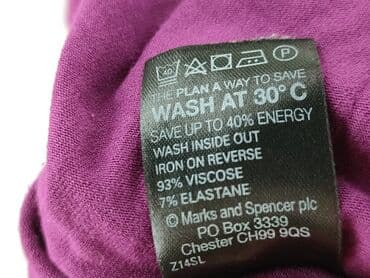 40 P
THE PLAN A WAY TO SAVE
WASH AT 30°C
SAVE UP TO 40% ENERGY
WASH INSIDE OUT
IRON ON REVERSE
93% VISCOSE
7% ELASTANE
© Marks and Spencer plc
PO Box 3339
Chester CH99 9QS
Z14SL